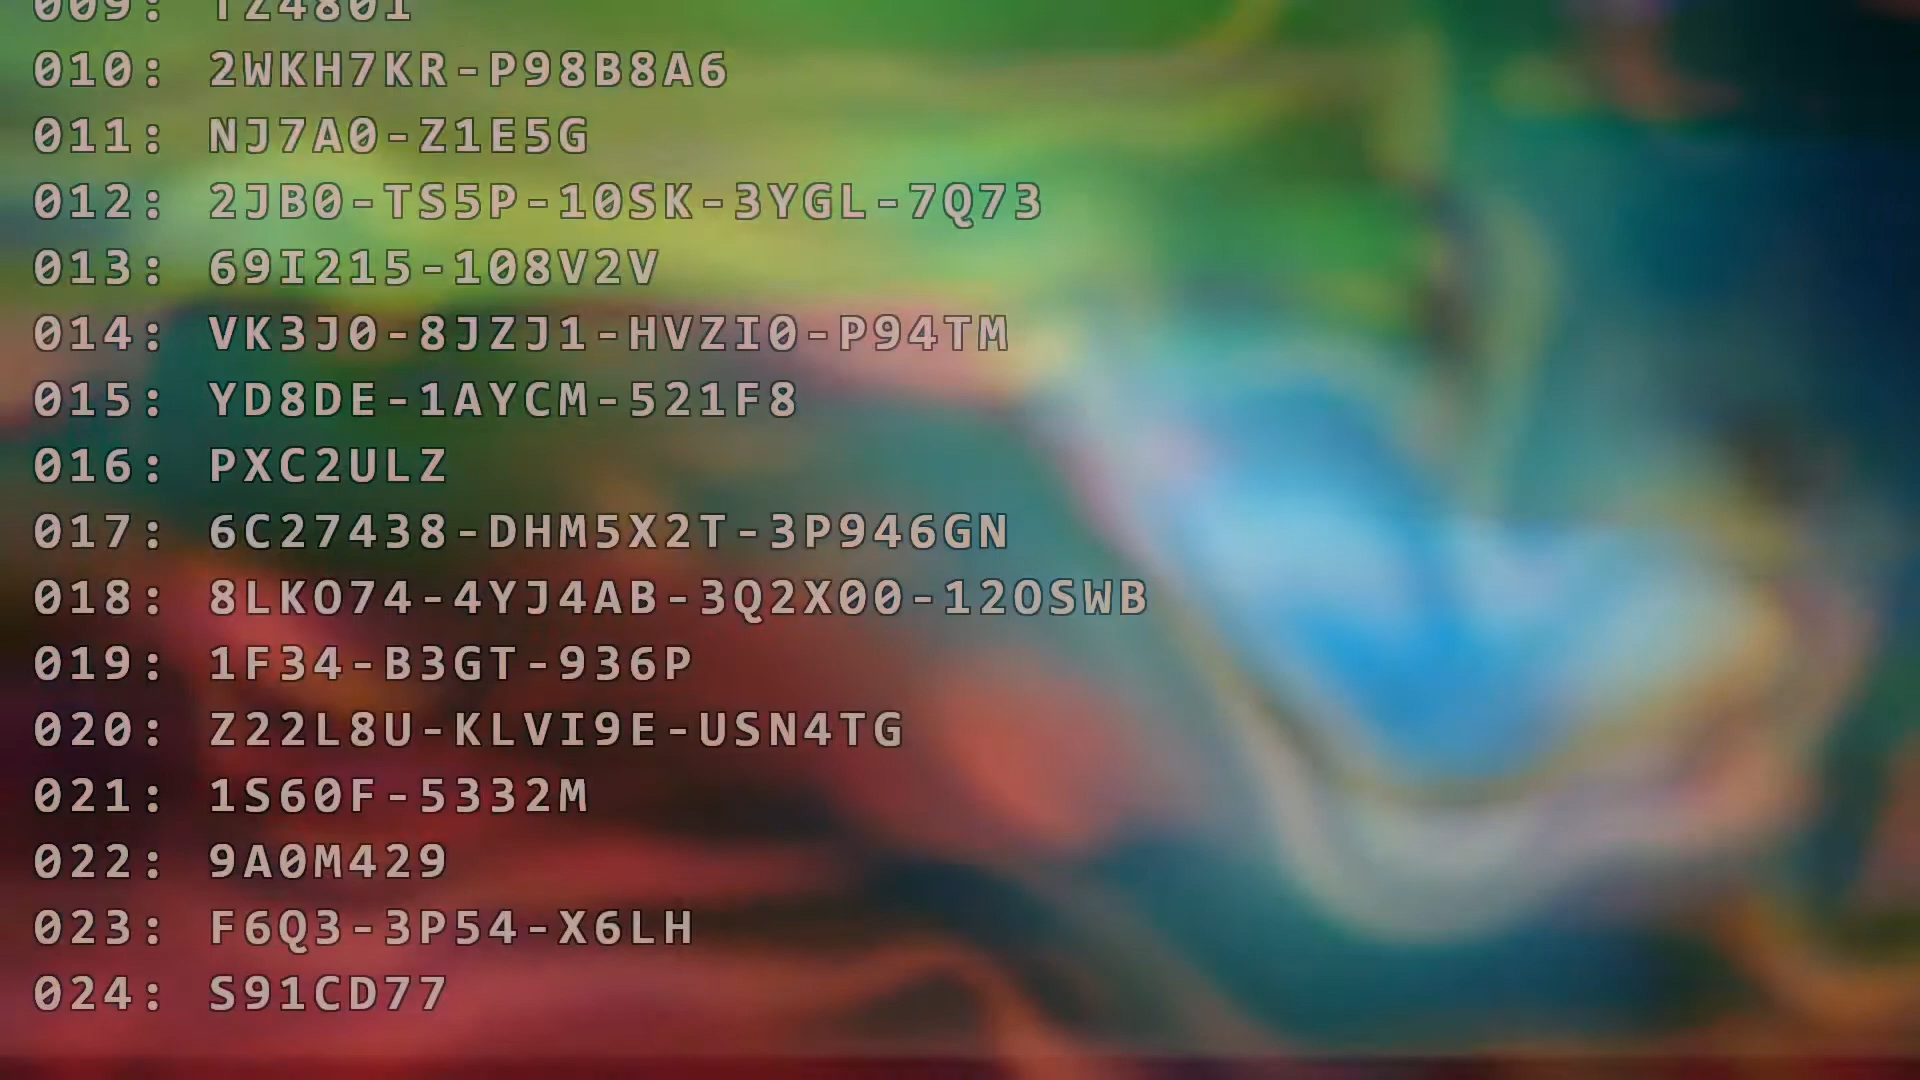 009: TZ4801
010: 2WKH7KR-P98B8A6
011: NJ7A0-Z1E5G
012: 2JB0-TS5P-10SK-3YGL-7Q73
013: 69I215-108V2V
014: VK3J0-8JZJ1-HVZI0-P94TM
015: YD8DE-1AYCM-521F8
016: PXC2ULZ
017: 6C27438-DHM5X2T-3P946GN
018: 8LKO74-4YJ4AB-3Q2X00-12OSWB
019: 1F34-B3GT-936P
020: Z22L8U-KLVI9E-USN4TG
021: 1S60F-5332M
022: 9A0M429
023: F6Q3-3P54-X6LH
024: S91CD77